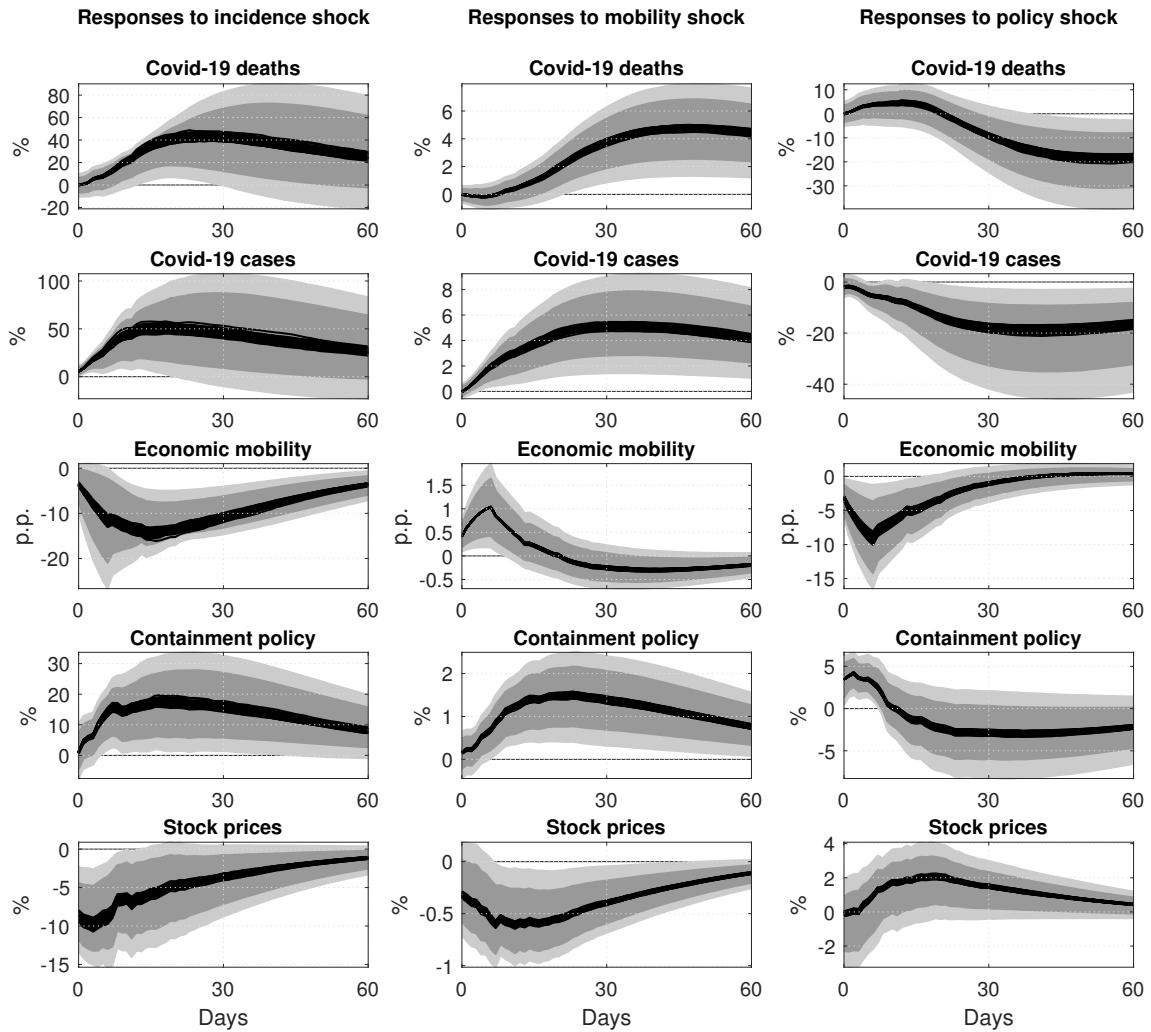 Responses to incidence shock Responses to mobility shock Responses to policy shock
Covid-19 deaths Covid-19 deaths Covid-19 deaths
80
60
40
20
0
-20
%
0 30 60
6
4
2
0
%
0 30 60
10
0
-10
-20
-30
%
0 30 60
Covid-19 cases Covid-19 cases Covid-19 cases
100
50
0
%
0 30 60
8
6
4
2
0
%
0 30 60
0
-20
-40
%
0 30 60
Economic mobility Economic mobility Economic mobility
0
-10
-20
p.p.
0 30 60
1.5
1
0.5
0
-0.5
p.p.
0 30 60
0
-5
-10
-15
p.p.
0 30 60
Containment policy Containment policy Containment policy
30
20
10
0
%
0 30 60
2
1
0
%
0 30 60
5
0
-5
%
0 30 60
Stock prices Stock prices Stock prices
0
-5
-10
-15
%
0 30 60
Days
0
-0.5
-1
%
0 30 60
Days
4
2
0
-2
%
0 30 60
Days